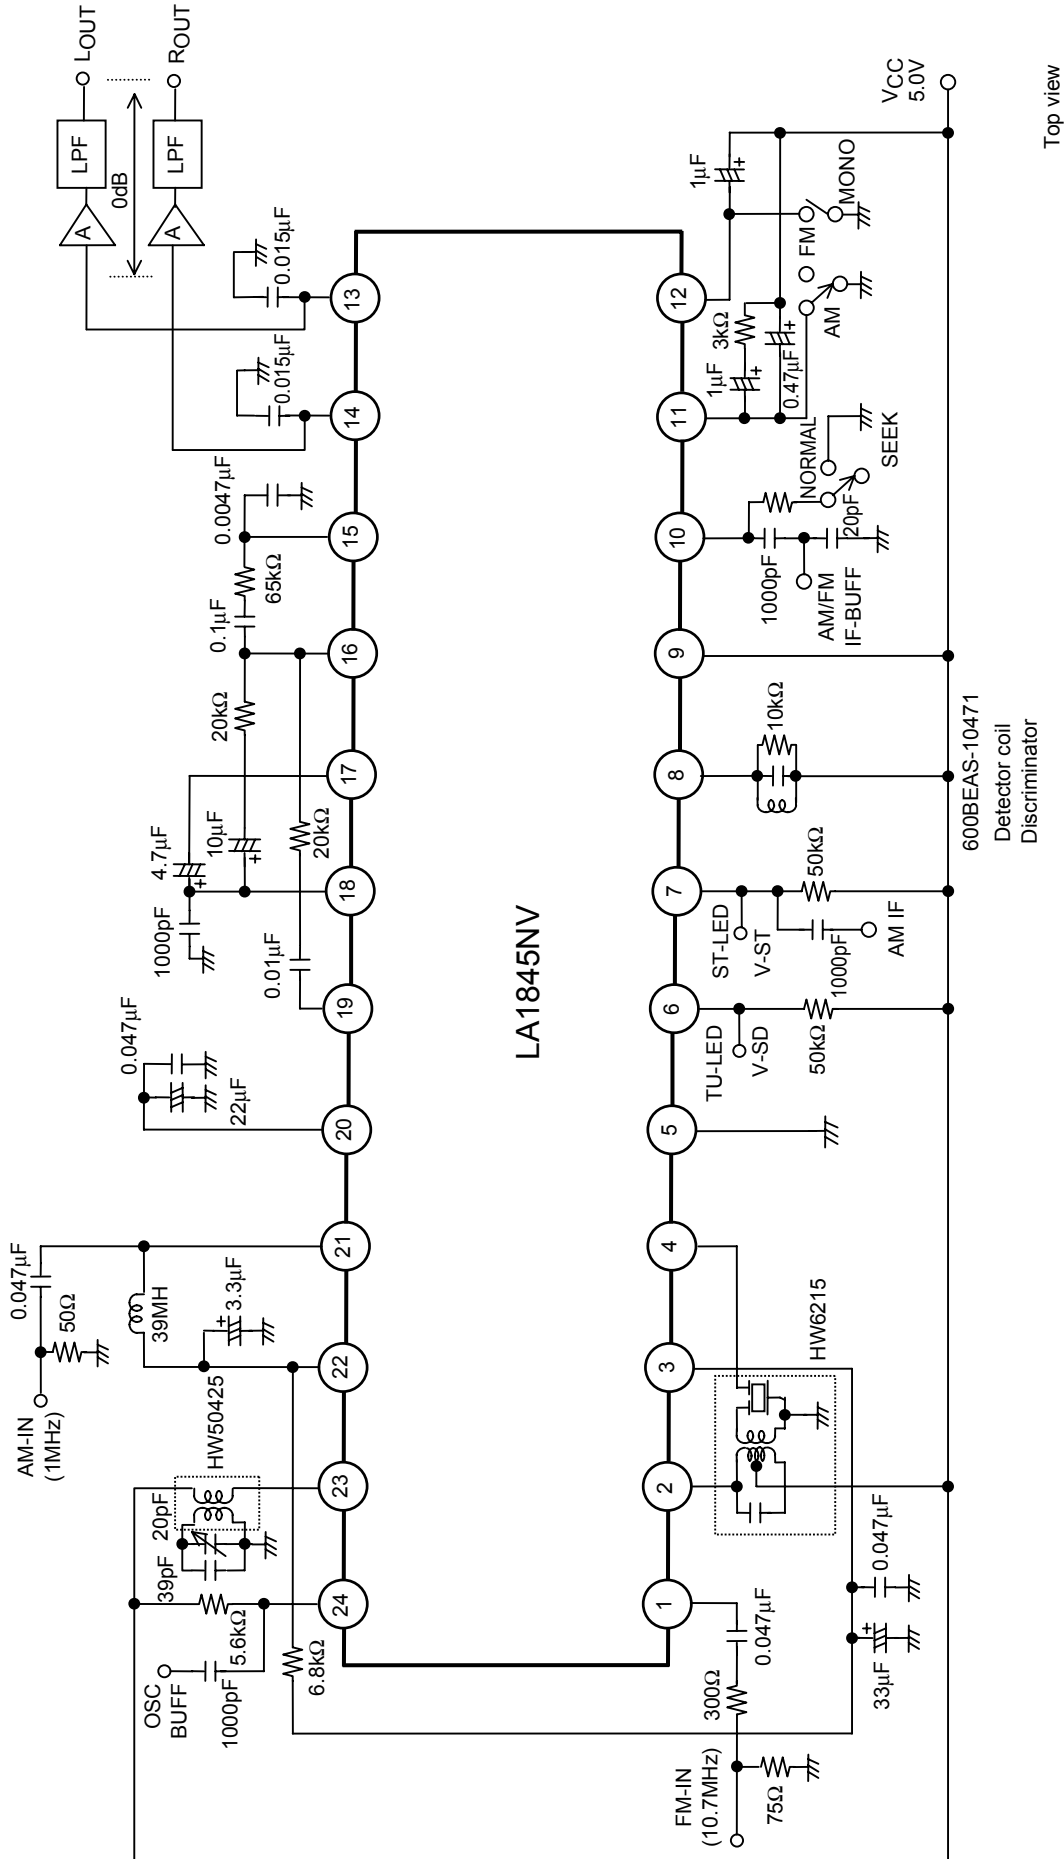 AM-IN
(1MHz)
0.047µF
50Ω
39MH
3.3µF
+
HW50425
20pF
39pF
5.6kΩ
OSC
BUFF
1000pF
6.8kΩ
0.047µF
22µF
1000pF
4.7µF
+
10µF
+
0.01µF
20kΩ
20kΩ
0.1µF
65kΩ
0.0047µF
0.015µF
0.015µF
A
A
LPF
LPF
0dB
LOUT
ROUT
24
23
22
21
20
19
18
17
16
15
14
13
LA1845NV
1
2
3
4
5
6
7
8
9
10
11
12
FM-IN
(10.7MHz)
75Ω
300Ω
0.047µF
33µF
+
0.047µF
HW6215
TU-LED
V-SD
50kΩ
ST-LED
V-ST
1000pF
50kΩ
AM IF
10kΩ
600BEAS-10471
Detector coil
Discriminator
1000pF
AM/FM
IF-BUFF
20pF
NORMAL
SEEK
1µF
+
3kΩ
0.47µF
+
AM
FM
MONO
1µF
+
VCC
5.0V
Top view